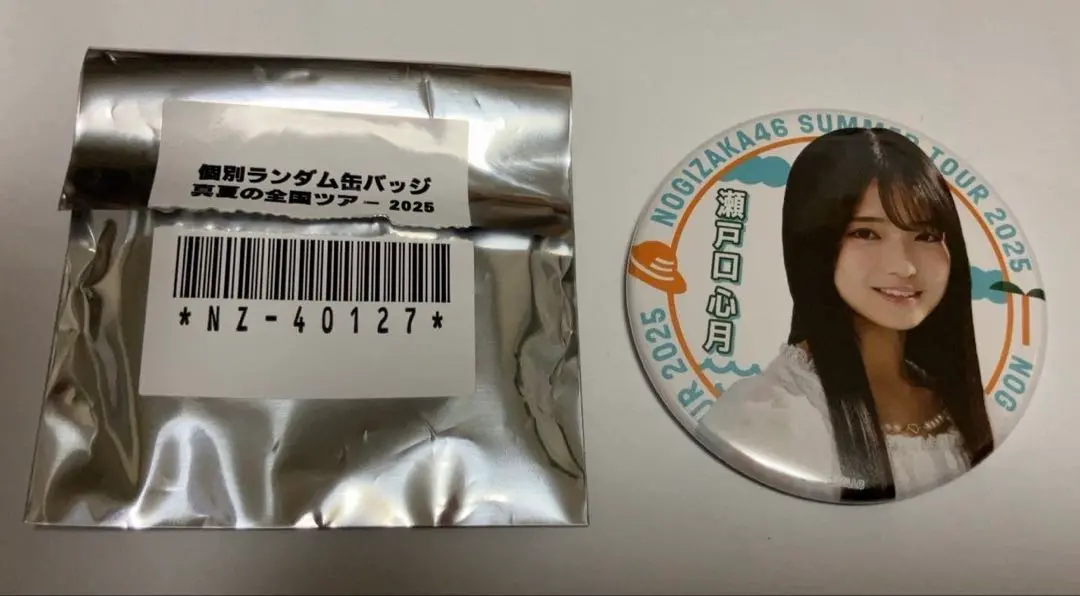 個別ランダム缶バッジ
真夏の全国ツアー 2025
*NZ-40127*
NOGIZAKA46 SUMMER TOUR 2025
NOG
UR 2025
瀬戸口 心月